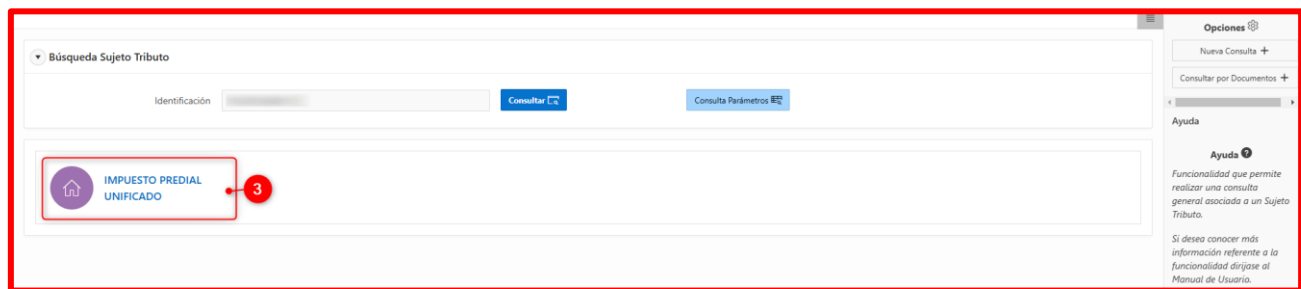 Búsqueda Sujeto Tributo
Identificación
Consultar
Consulta Parámetros
IMPUESTO PREDIAL
UNIFICADO
3
Opciones
Nueva Consulta +
Consultar por Documentos +
Ayuda
Ayuda
Funcionalidad que permite
realizar una consulta
general asociada a un Sujeto
Tributo.
Si desea conocer más
información referente a la
funcionalidad dirijase al
Manual de Usuario.